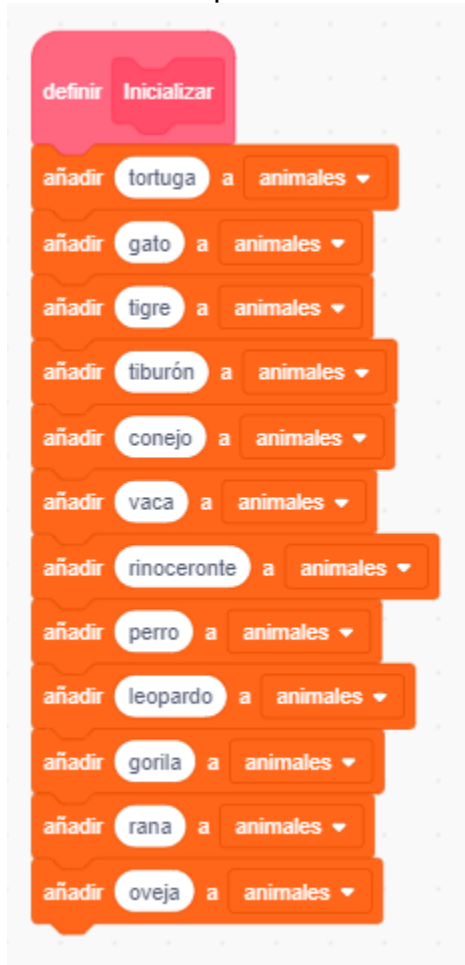 definir Inicializar
añadir tortuga a animales
añadir gato a animales
añadir tigre a animales
añadir tiburón a animales
añadir conejo a animales
añadir vaca a animales
añadir rinoceronte a animales
añadir perro a animales
añadir leopardo a animales
añadir gorila a animales
añadir rana a animales
añadir oveja a animales